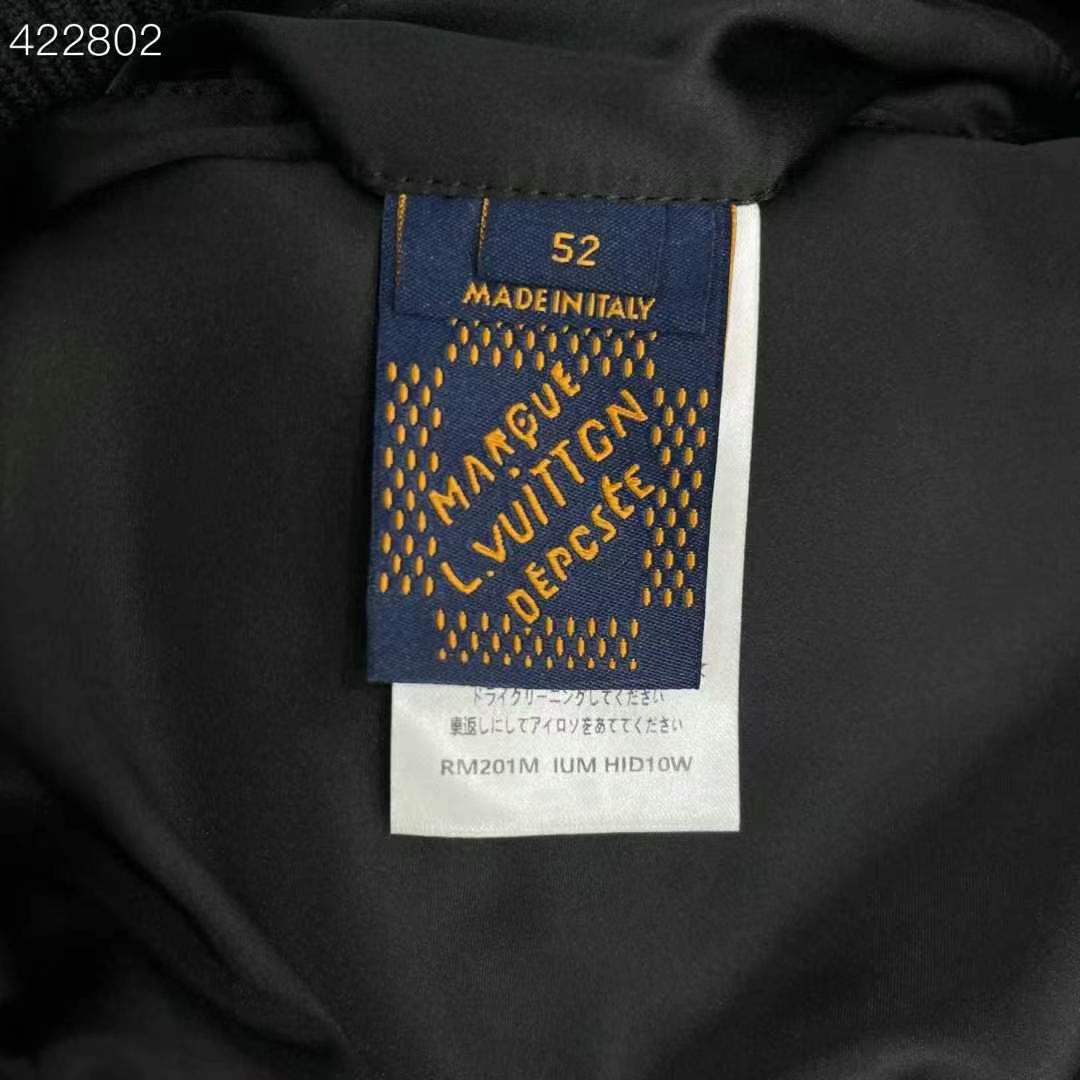 422802
52
MADE IN ITALY
MARQUE
L.VUITTON
DÉPOSÉE
ドライクリーニングしてください
裏返しにしてアイロソをあててください
RM201M IUM HID10W